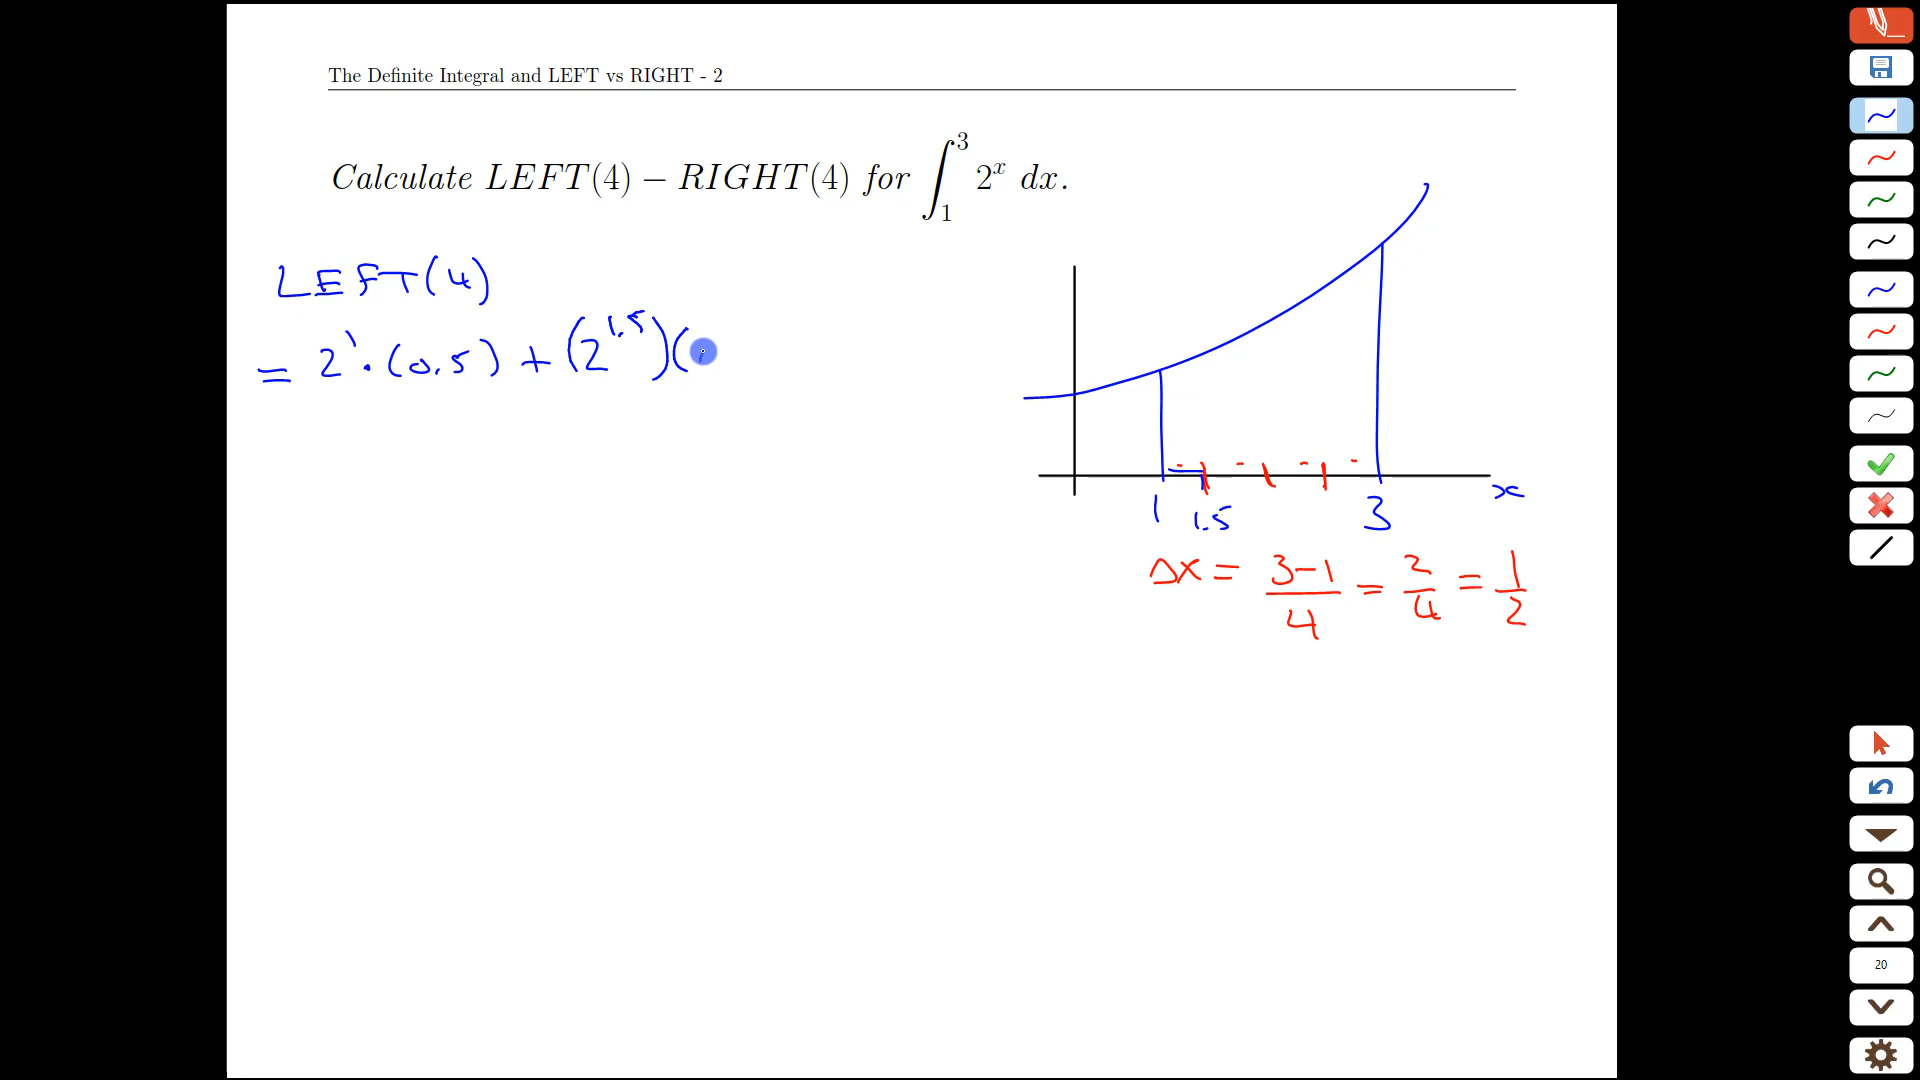 The Definite Integral and LEFT vs RIGHT - 2
Calculate LEFT(4) − RIGHT(4) for ∫₁³ 2ˣ dx.
LEFT(4)
= 2¹ · (0.5) + (2^1.5)(
x
1 1.5 3
Δx = (3−1)/4 = 2/4 = 1/2
20